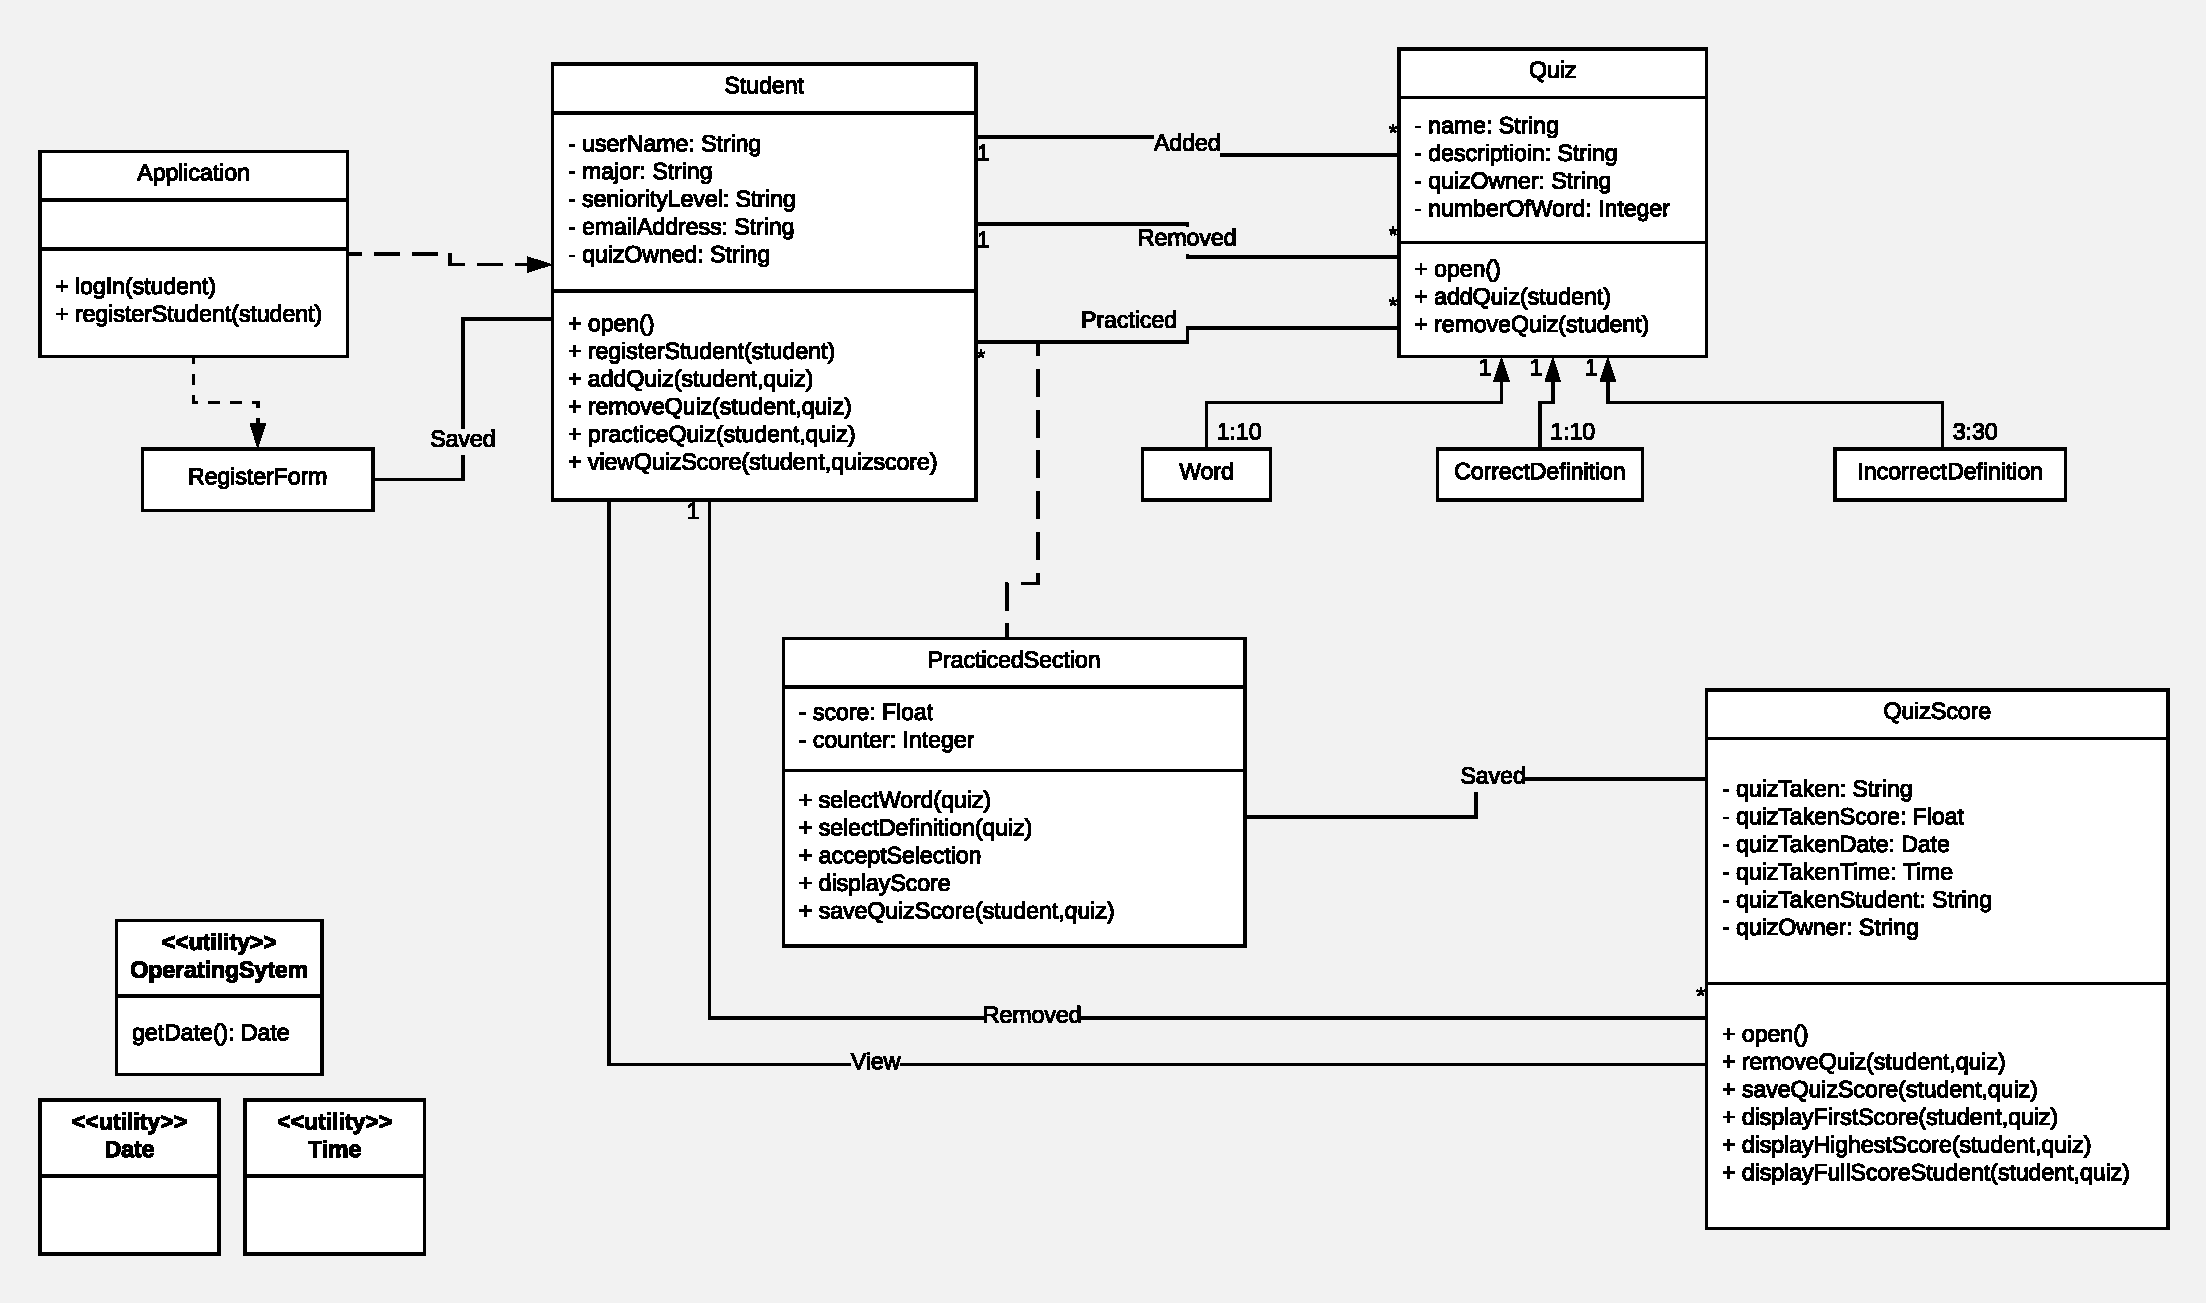 Application
+ logIn(student)
+ registerStudent(student)
RegisterForm
Saved
Student
- userName: String
- major: String
- seniorityLevel: String
- emailAddress: String
- quizOwned: String
+ open()
+ registerStudent(student)
+ addQuiz(student,quiz)
+ removeQuiz(student,quiz)
+ practiceQuiz(student,quiz)
+ viewQuizScore(student,quizscore)
1
Added
*
1
Removed
*
*
Practiced
*
Quiz
- name: String
- descriptioin: String
- quizOwner: String
- numberOfWord: Integer
+ open()
+ addQuiz(student)
+ removeQuiz(student)
1
1
1
1:10
1:10
3:30
Word
CorrectDefinition
IncorrectDefinition
1
PracticedSection
- score: Float
- counter: Integer
+ selectWord(quiz)
+ selectDefinition(quiz)
+ acceptSelection
+ displayScore
+ saveQuizScore(student,quiz)
Saved
QuizScore
- quizTaken: String
- quizTakenScore: Float
- quizTakenDate: Date
- quizTakenTime: Time
- quizTakenStudent: String
- quizOwner: String
+ open()
+ removeQuiz(student,quiz)
+ saveQuizScore(student,quiz)
+ displayFirstScore(student,quiz)
+ displayHighestScore(student,quiz)
+ displayFullScoreStudent(student,quiz)
*
Removed
View
<<utility>>
OperatingSytem
getDate(): Date
<<utility>>
Date
<<utility>>
Time